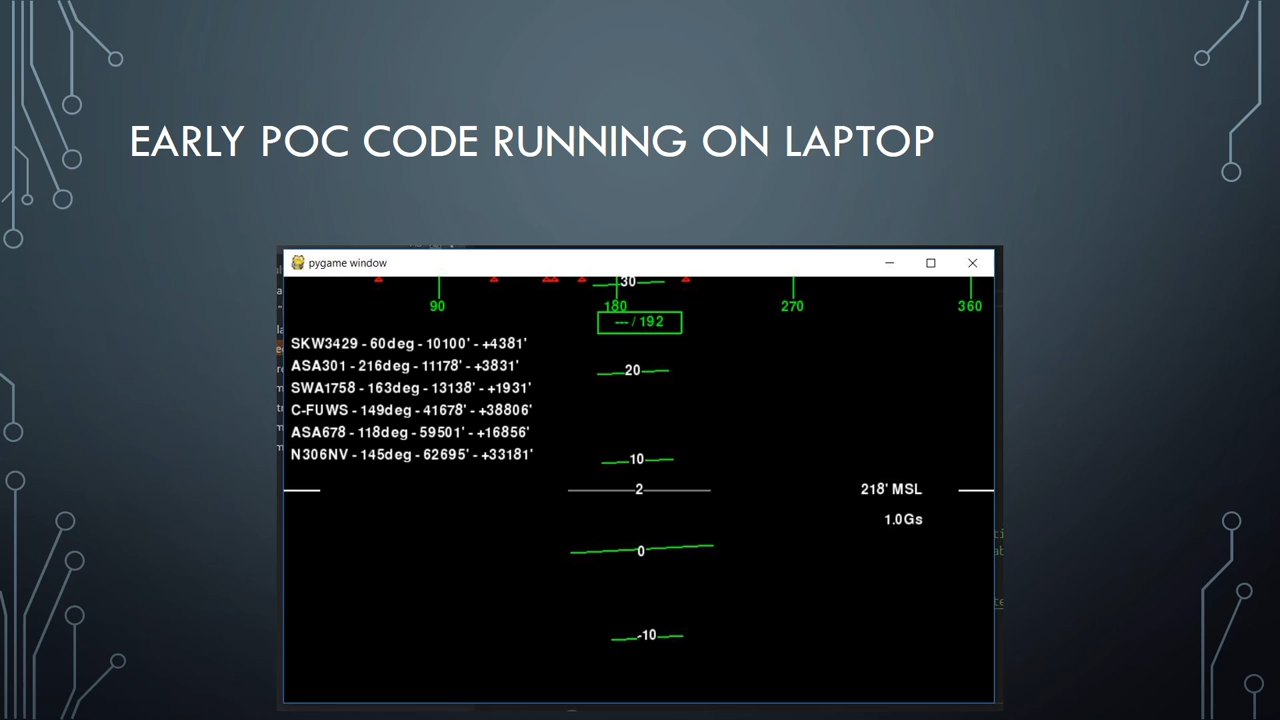 EARLY POC CODE RUNNING ON LAPTOP
pygame window
30
90
180
270
360
--- / 192
SKW3429 - 60deg - 10100' - +4381'
ASA301 - 216deg - 11178' - +3831'
20
SWA1758 - 163deg - 13138' - +1931'
C-FUWS - 149deg - 41678' - +38806'
ASA678 - 118deg - 59501' - +16856'
N306NV - 145deg - 62695' - +33181'
10
2
218' MSL
1.0Gs
0
-10